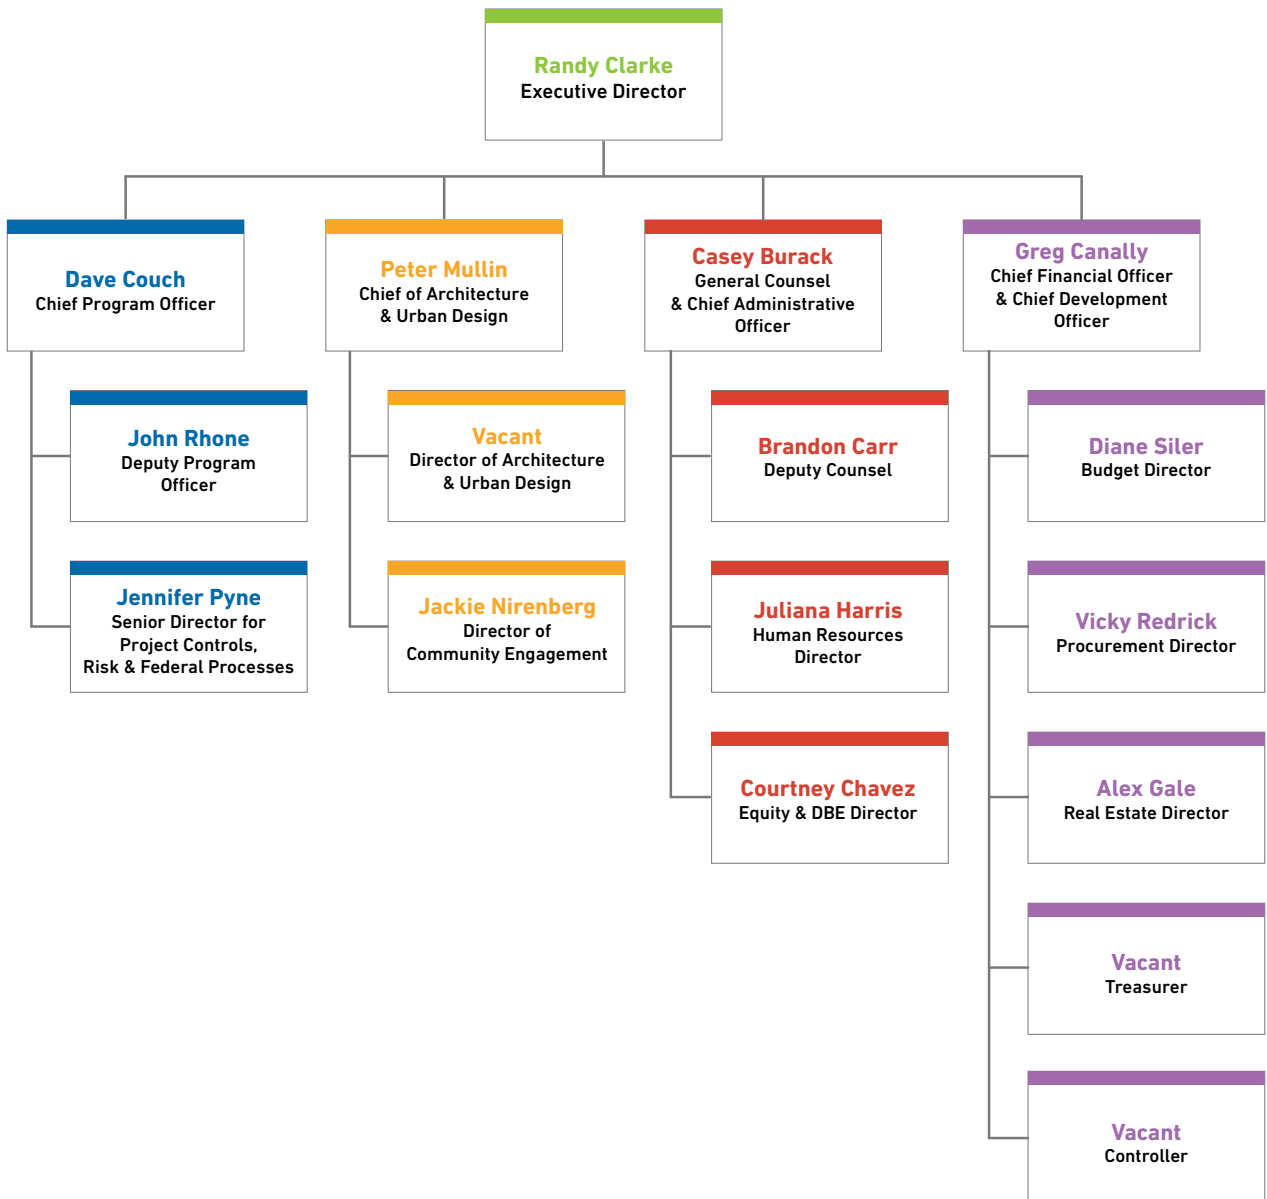 Randy Clarke
Executive Director
Dave Couch
Chief Program Officer
Peter Mullin
Chief of Architecture
& Urban Design
Casey Burack
General Counsel
& Chief Administrative
Officer
Greg Canally
Chief Financial Officer
& Chief Development
Officer
John Rhone
Deputy Program
Officer
Vacant
Director of Architecture
& Urban Design
Brandon Carr
Deputy Counsel
Diane Siler
Budget Director
Jennifer Pyne
Senior Director for
Project Controls,
Risk & Federal Processes
Jackie Nirenberg
Director of
Community Engagement
Juliana Harris
Human Resources
Director
Vicky Redrick
Procurement Director
Courtney Chavez
Equity & DBE Director
Alex Gale
Real Estate Director
Vacant
Treasurer
Vacant
Controller